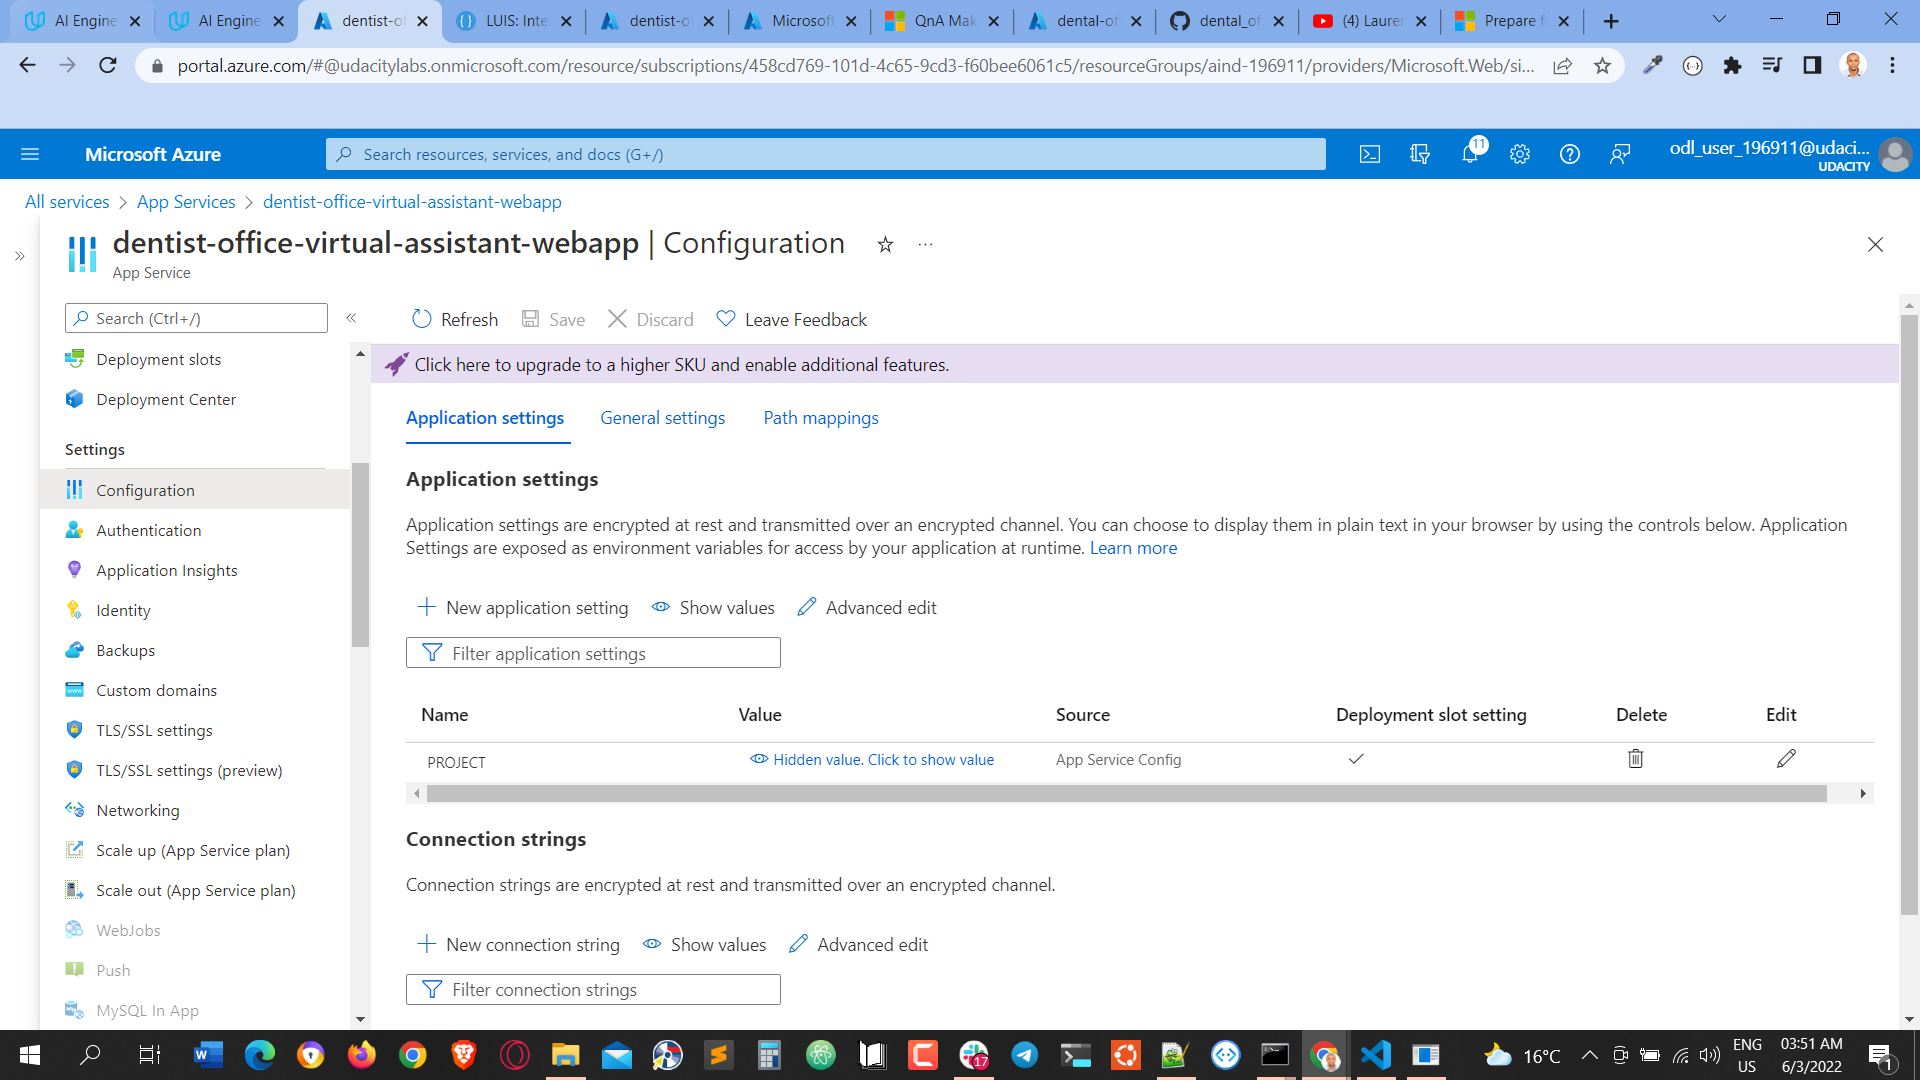 AI Engine
AI Engine
dentist-of
LUIS: Inte
dentist-o
Microsoft
QnA Mak
dental-of
dental_of
(4) Lauren
Prepare f
portal.azure.com/#@udacitylabs.onmicrosoft.com/resource/subscriptions/458cd769-101d-4c65-9cd3-f60bee6061c5/resourceGroups/aind-196911/providers/Microsoft.Web/si...
Microsoft Azure
Search resources, services, and docs (G+/)
11
odl_user_196911@udaci...
UDACITY
All services > App Services > dentist-office-virtual-assistant-webapp
dentist-office-virtual-assistant-webapp | Configuration
App Service
Search (Ctrl+/)
Deployment slots
Deployment Center
Settings
Configuration
Authentication
Application Insights
Identity
Backups
Custom domains
TLS/SSL settings
TLS/SSL settings (preview)
Networking
Scale up (App Service plan)
Scale out (App Service plan)
WebJobs
Push
MySQL In App
Refresh Save Discard Leave Feedback
Click here to upgrade to a higher SKU and enable additional features.
Application settings General settings Path mappings
Application settings
Application settings are encrypted at rest and transmitted over an encrypted channel. You can choose to display them in plain text in your browser by using the controls below. Application
Settings are exposed as environment variables for access by your application at runtime. Learn more
New application setting Show values Advanced edit
Filter application settings
Name Value Source Deployment slot setting Delete Edit
PROJECT Hidden value. Click to show value App Service Config
Connection strings
Connection strings are encrypted at rest and transmitted over an encrypted channel.
New connection string Show values Advanced edit
Filter connection strings
17
16°C
ENG
US
03:51 AM
6/3/2022
1